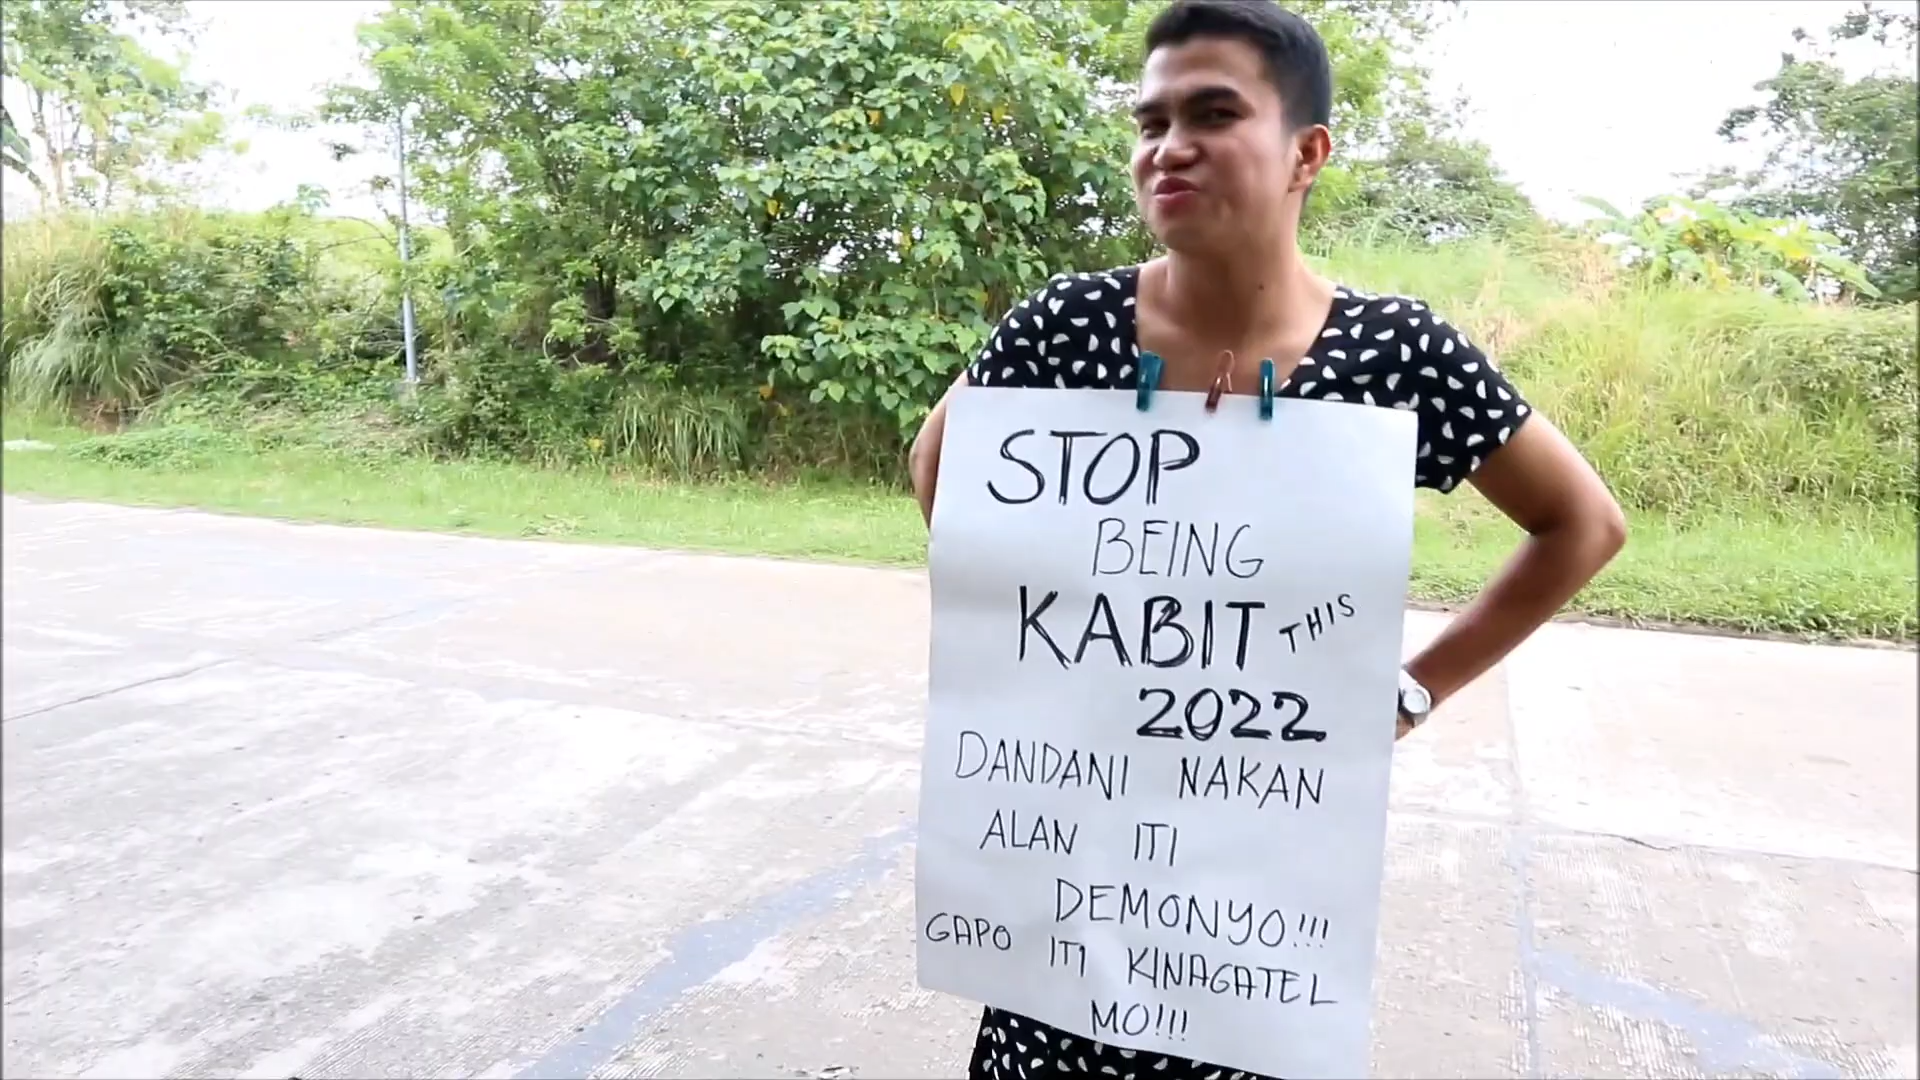 STOP
BEING
KABIT THIS
2022
DANDANI NAKAN
ALAN ITI
DEMONYO!!!
GAPO ITI KINAGATEL
MO!!!